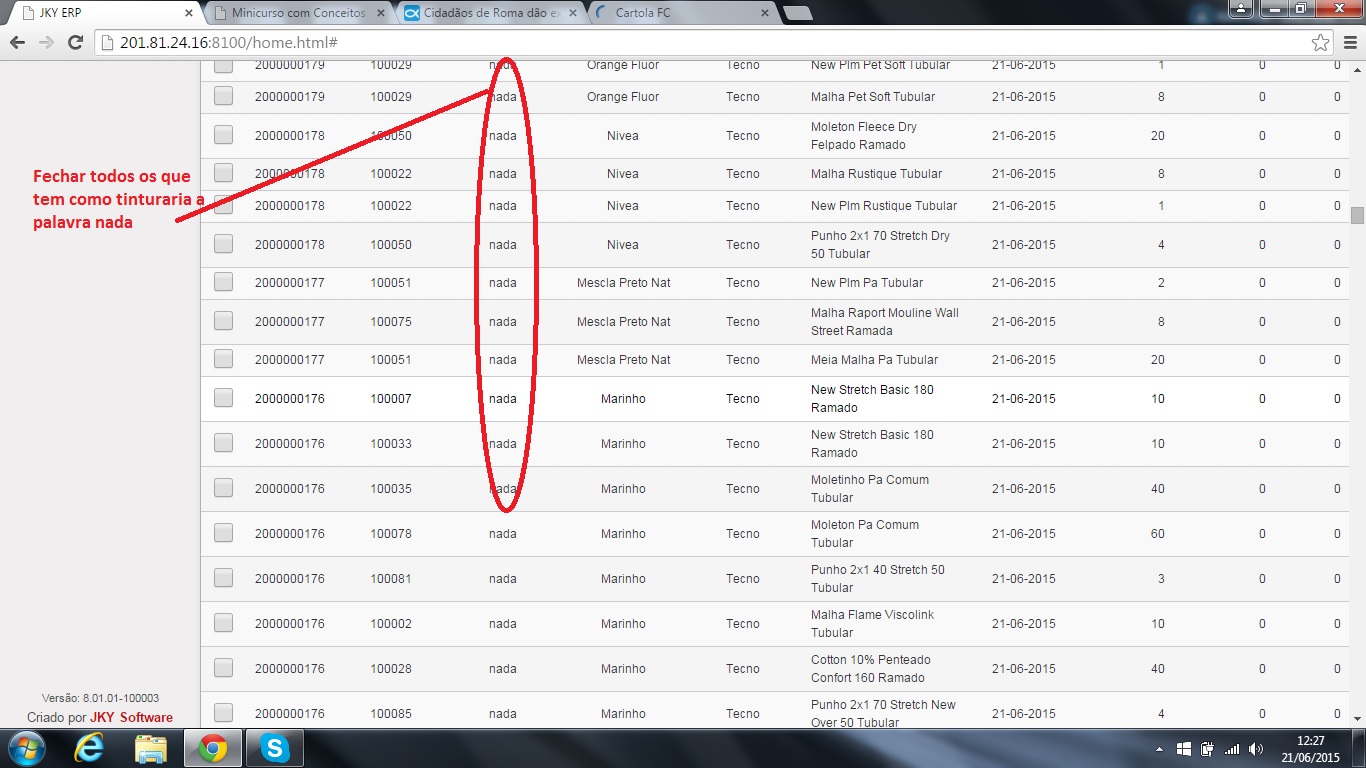 JKY ERP
Minicurso com Conceitos
Cidadãos de Roma dão ex
Cartola FC
201.81.24.16:8100/home.html#
2000000179 100029 nada Orange Fluor Tecno New Plm Pet Soft Tubular 21-06-2015 1 0 0
2000000179 100029 nada Orange Fluor Tecno Malha Pet Soft Tubular 21-06-2015 8 0 0
2000000178 100050 nada Nivea Tecno Moleton Fleece Dry 21-06-2015 20 0 0
Felpado Ramado
2000000178 100022 nada Nivea Tecno Malha Rustique Tubular 21-06-2015 8 0 0
2000000178 100022 nada Nivea Tecno New Plm Rustique Tubular 21-06-2015 1 0 0
2000000178 100050 nada Nivea Tecno Punho 2x1 70 Stretch Dry 21-06-2015 4 0 0
50 Tubular
2000000177 100051 nada Mescla Preto Nat Tecno New Plm Pa Tubular 21-06-2015 2 0 0
2000000177 100075 nada Mescla Preto Nat Tecno Malha Raport Mouline Wall 21-06-2015 8 0 0
Street Ramada
2000000177 100051 nada Mescla Preto Nat Tecno Meia Malha Pa Tubular 21-06-2015 20 0 0
2000000176 100007 nada Marinho Tecno New Stretch Basic 180 21-06-2015 10 0 0
Ramado
2000000176 100033 nada Marinho Tecno New Stretch Basic 180 21-06-2015 10 0 0
Ramado
2000000176 100035 nada Marinho Tecno Moletinho Pa Comum 21-06-2015 40 0 0
Tubular
2000000176 100078 nada Marinho Tecno Moleton Pa Comum 21-06-2015 60 0 0
Tubular
2000000176 100081 nada Marinho Tecno Punho 2x1 40 Stretch 50 21-06-2015 3 0 0
Tubular
2000000176 100002 nada Marinho Tecno Malha Flame Viscolink 21-06-2015 10 0 0
Tubular
2000000176 100028 nada Marinho Tecno Cotton 10% Penteado 21-06-2015 40 0 0
Confort 160 Ramado
2000000176 100085 nada Marinho Tecno Punho 2x1 70 Stretch New 21-06-2015 4 0 0
Over 50 Tubular
Fechar todos os que
tem como tinturaria a
palavra nada
Versão: 8.01.01-100003
Criado por JKY Software
12:27
21/06/2015